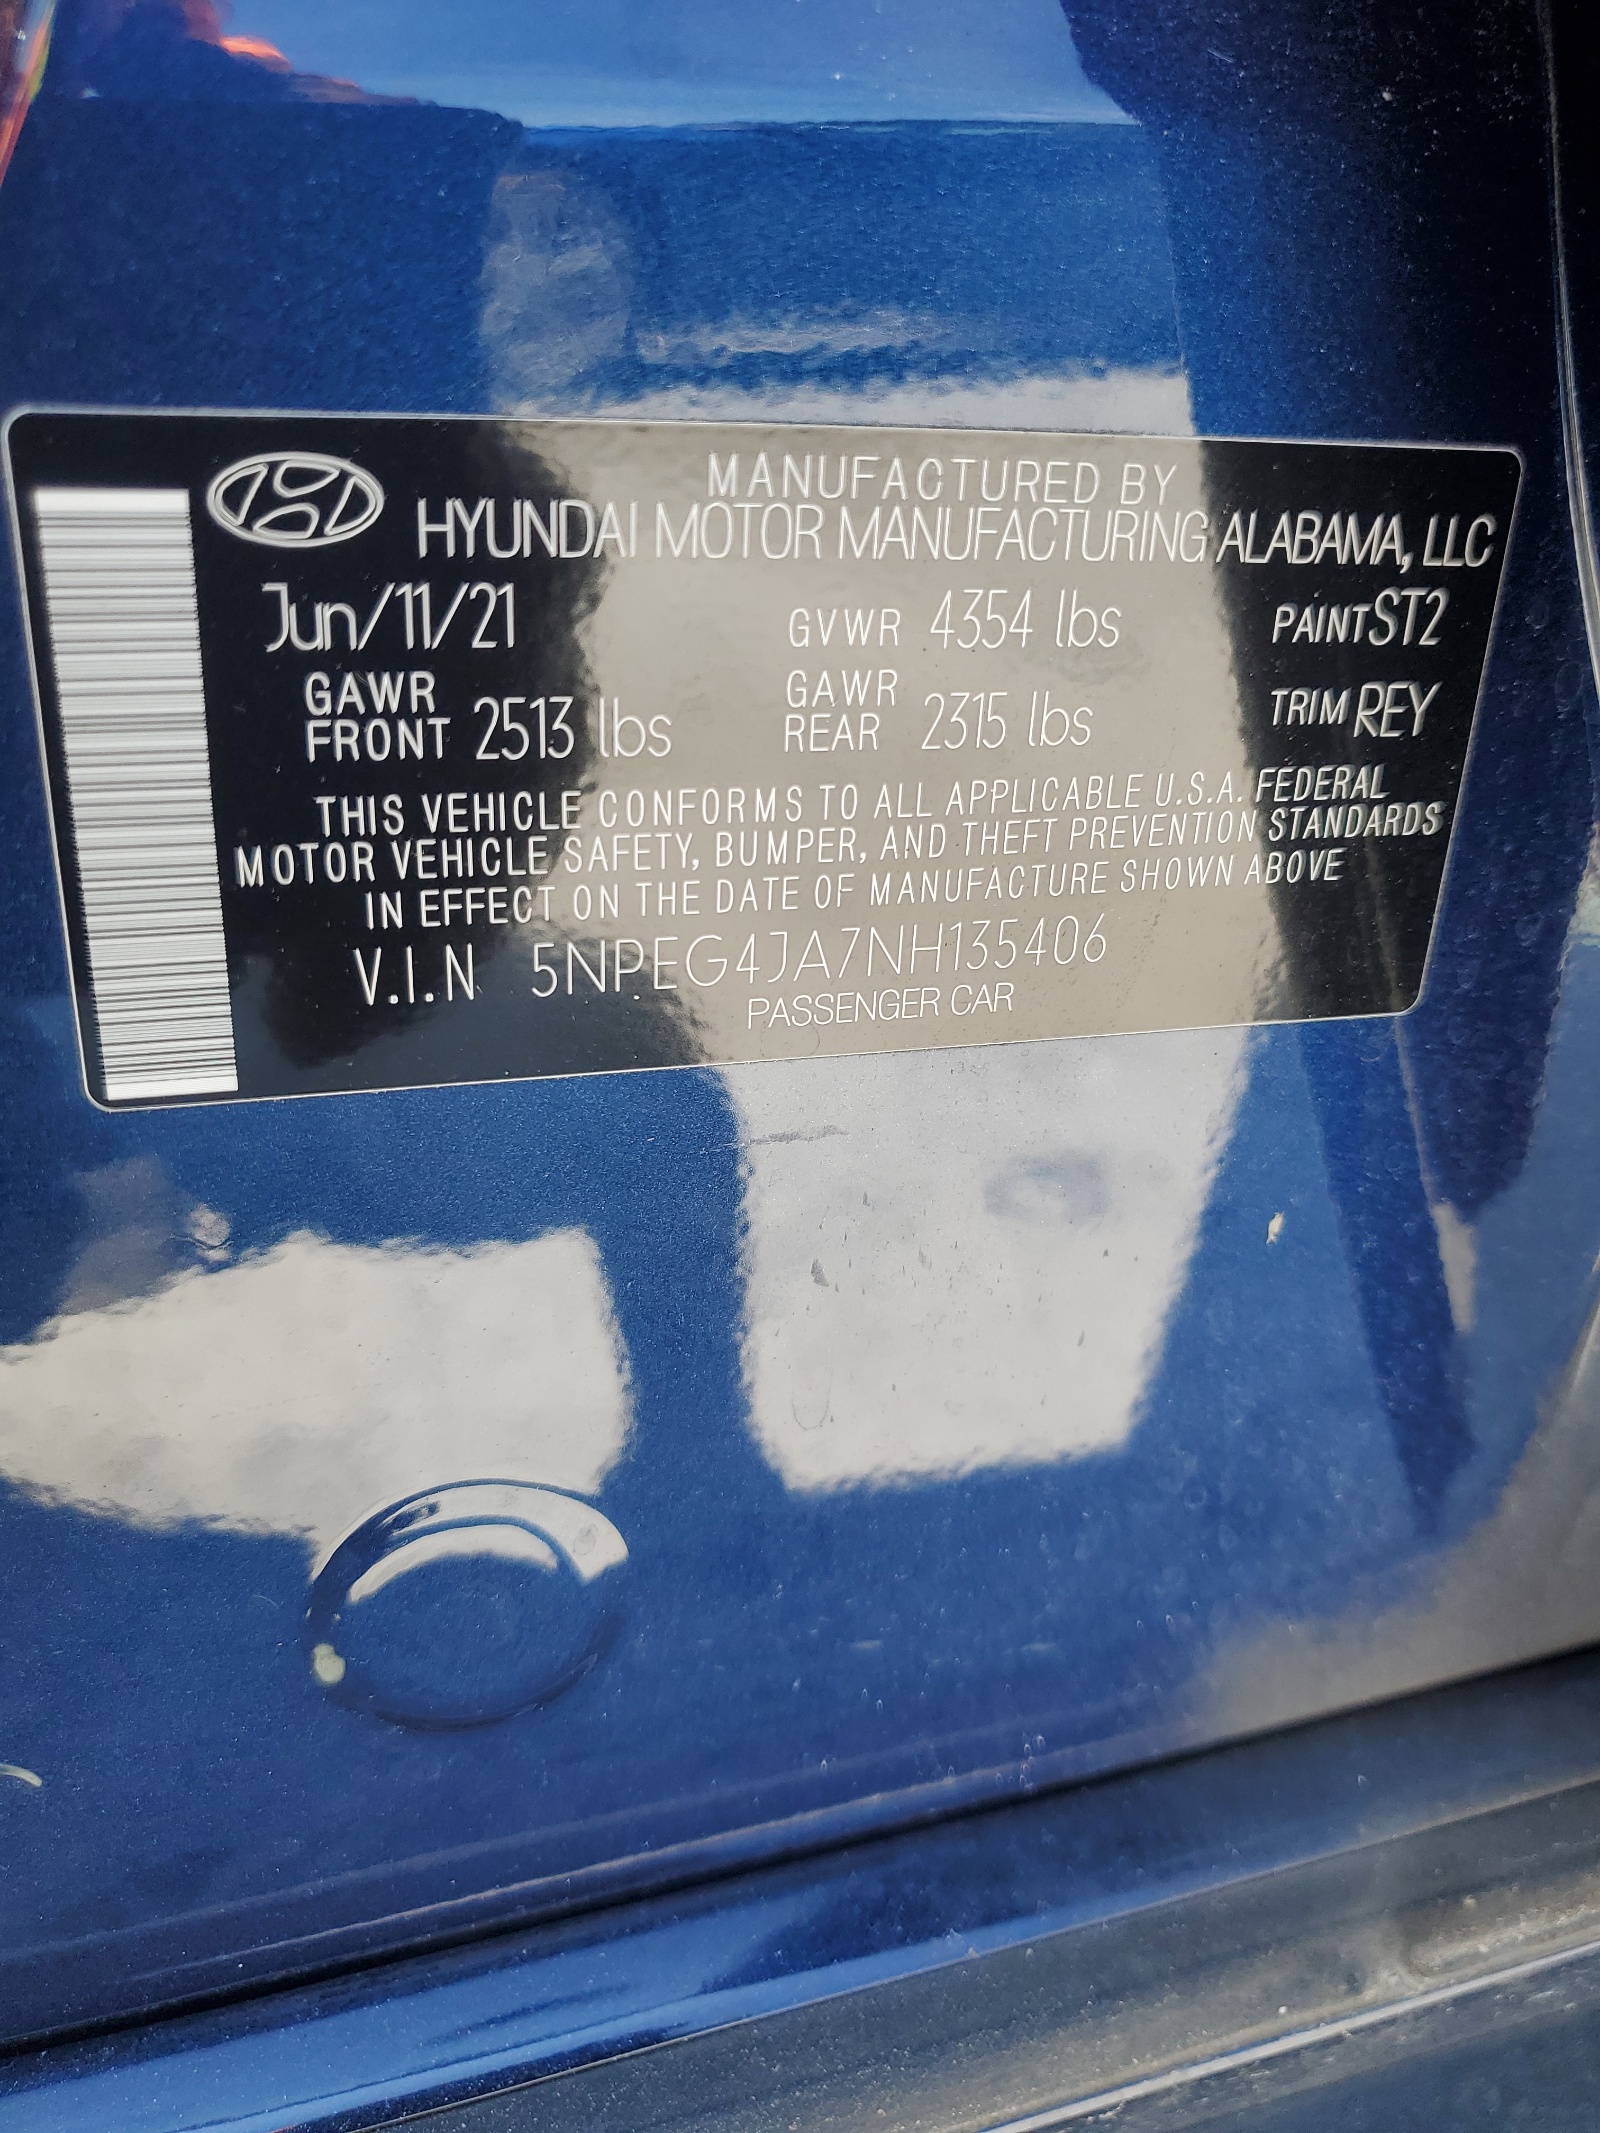 MANUFACTURED BY
HYUNDAI MOTOR MANUFACTURING ALABAMA, LLC
Jun/11/21 GVWR 4354 lbs PAINT ST2
GAWR FRONT 2513 lbs GAWR REAR 2315 lbs TRIM REY
THIS VEHICLE CONFORMS TO ALL APPLICABLE U.S.A. FEDERAL
MOTOR VEHICLE SAFETY, BUMPER, AND THEFT PREVENTION STANDARDS
IN EFFECT ON THE DATE OF MANUFACTURE SHOWN ABOVE
V.I.N 5NPEG4JA7NH135406
PASSENGER CAR